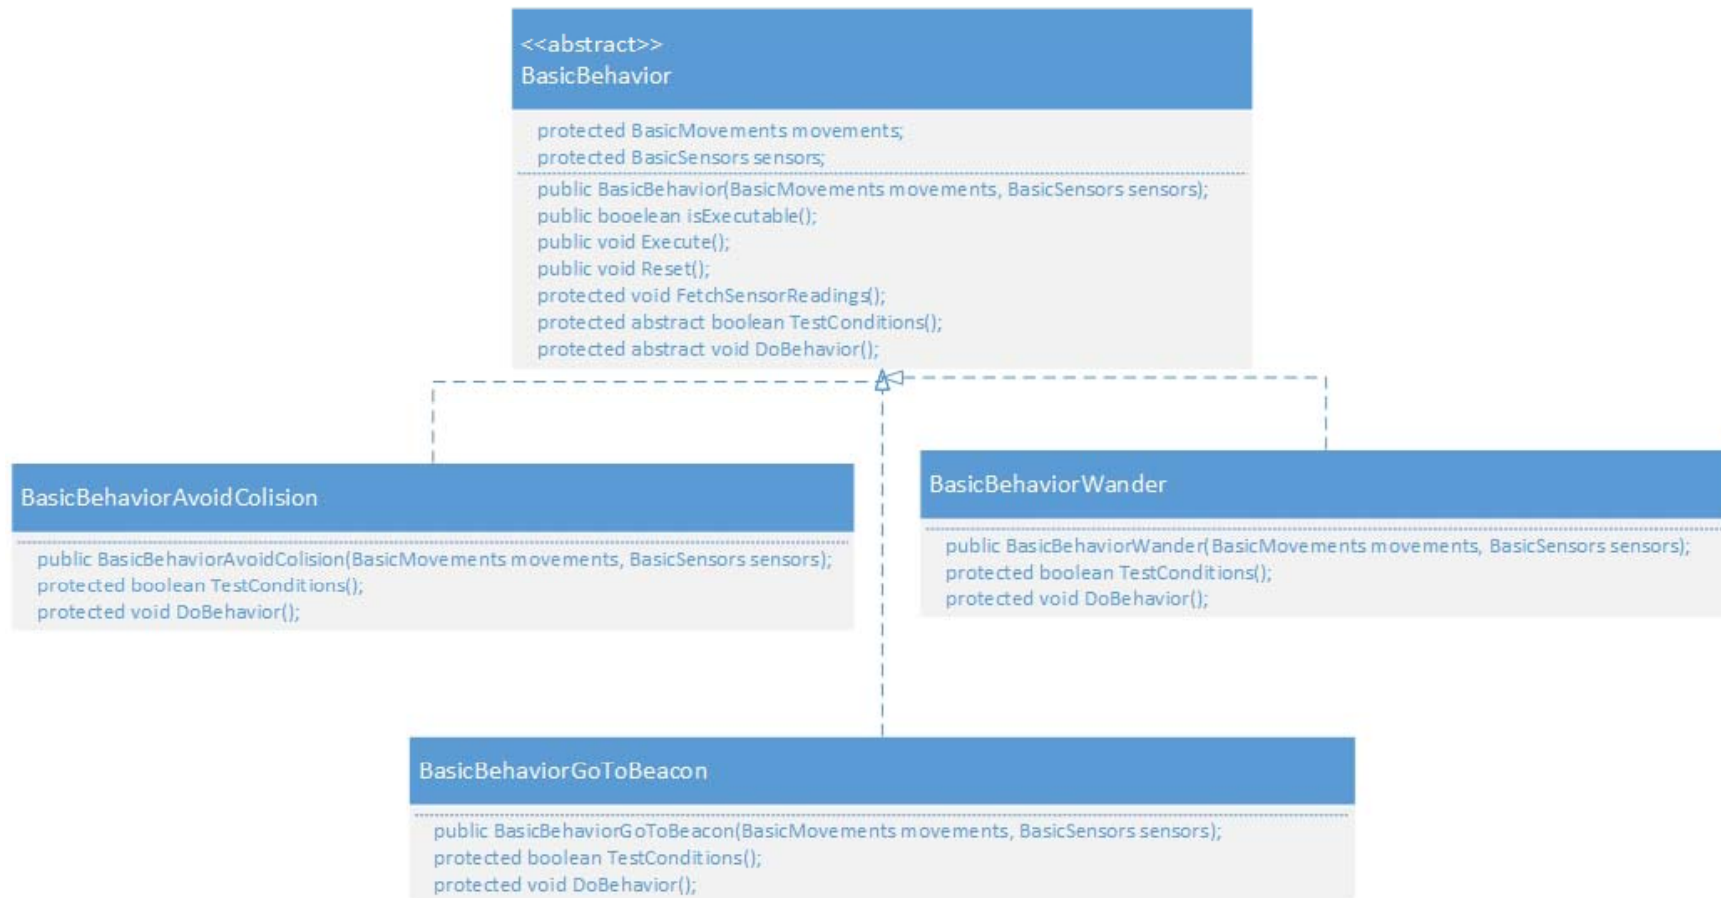 <<abstract>>
BasicBehavior
protected BasicMovements movements;
protected BasicSensors sensors;
public BasicBehavior(BasicMovements movements, BasicSensors sensors);
public booelean isExecutable();
public void Execute();
public void Reset();
protected void FetchSensorReadings();
protected abstract boolean TestConditions();
protected abstract void DoBehavior();
BasicBehaviorAvoidColision
public BasicBehaviorAvoidColision(BasicMovements movements, BasicSensors sensors);
protected boolean TestConditions();
protected void DoBehavior();
BasicBehaviorWander
public BasicBehaviorWander(BasicMovements movements, BasicSensors sensors);
protected boolean TestConditions();
protected void DoBehavior();
BasicBehaviorGoToBeacon
public BasicBehaviorGoToBeacon(BasicMovements movements, BasicSensors sensors);
protected boolean TestConditions();
protected void DoBehavior();